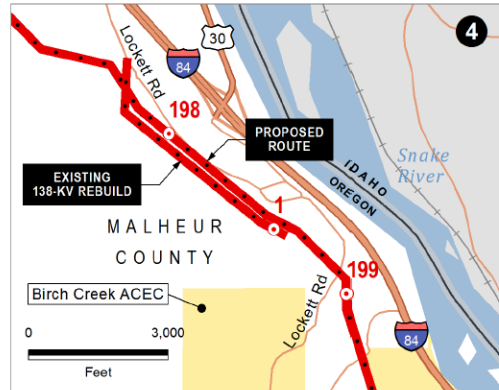 4
Lockett Rd
30
84
198
PROPOSED
ROUTE
EXISTING
138-KV REBUILD
IDAHO
OREGON
Snake
River
1
MALHEUR
COUNTY
199
Birch Creek ACEC
Lockett Rd
84
0 3,000
Feet